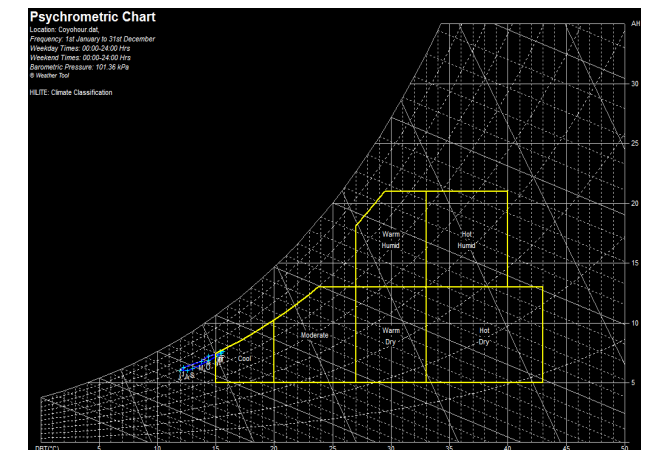 Psychrometric Chart
Location: Coyohour.dat,
Frequency: 1st January to 31st December
Weekday Times: 00:00-24:00 Hrs
Weekend Times: 00:00-24:00 Hrs
Barometric Pressure: 101.36 kPa
® Weather Tool
HILITE: Climate Classification
AH
30
25
20
15
10
5
Warm
Humid
Hot
Humid
Moderate
Warm
Dry
Hot
Dry
Cool
DBT(°C)
5
10
15
20
25
30
35
40
45
50